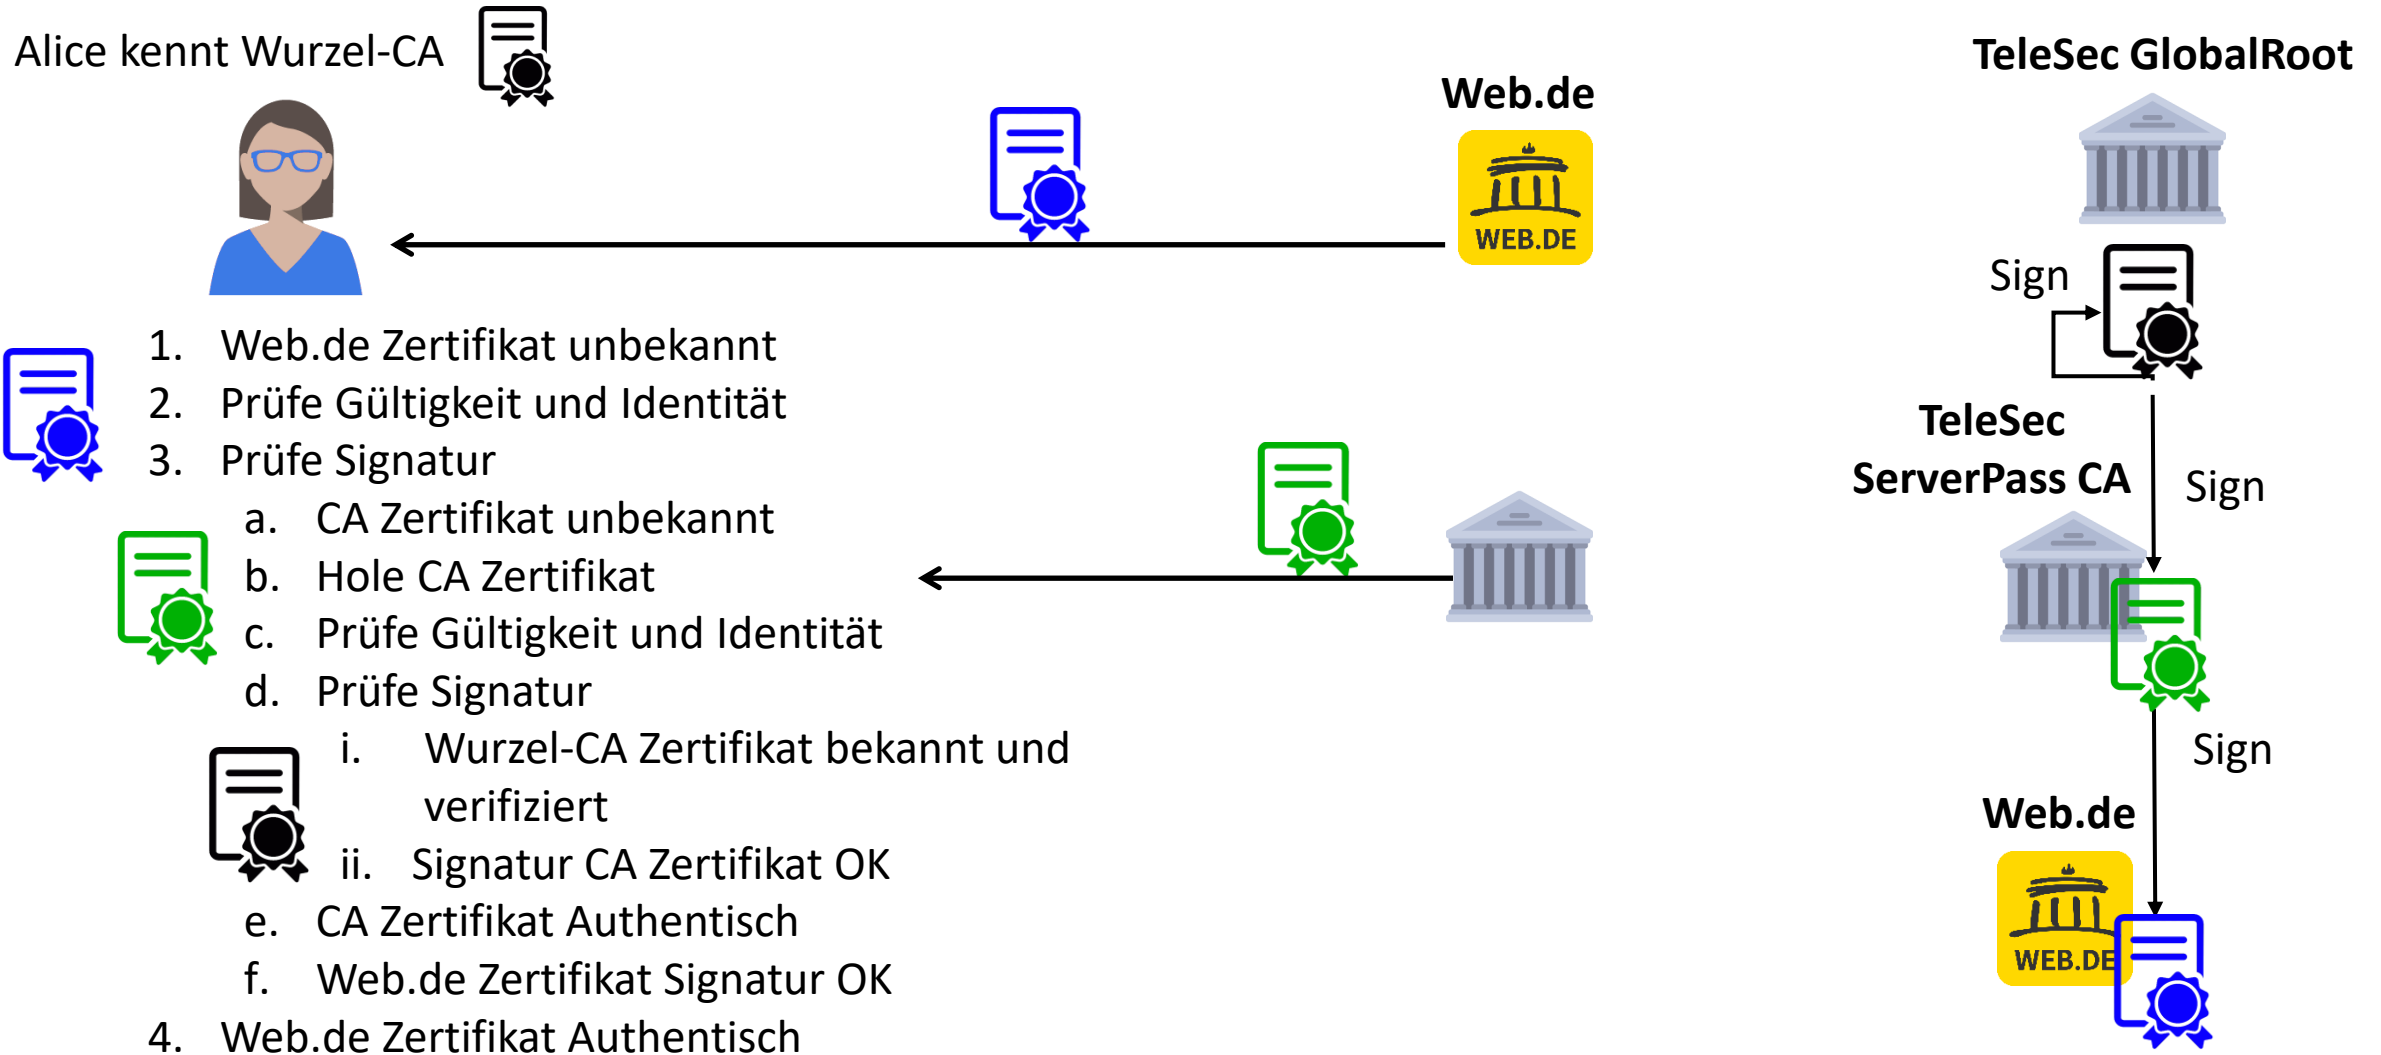 Alice kennt Wurzel-CA
Web.de
WEB.DE
1. Web.de Zertifikat unbekannt
2. Prüfe Gültigkeit und Identität
3. Prüfe Signatur
a. CA Zertifikat unbekannt
b. Hole CA Zertifikat
c. Prüfe Gültigkeit und Identität
d. Prüfe Signatur
i. Wurzel-CA Zertifikat bekannt und
verifiziert
ii. Signatur CA Zertifikat OK
e. CA Zertifikat Authentisch
f. Web.de Zertifikat Signatur OK
4. Web.de Zertifikat Authentisch
TeleSec GlobalRoot
Sign
TeleSec
ServerPass CA
Sign
Sign
Web.de
WEB.DE